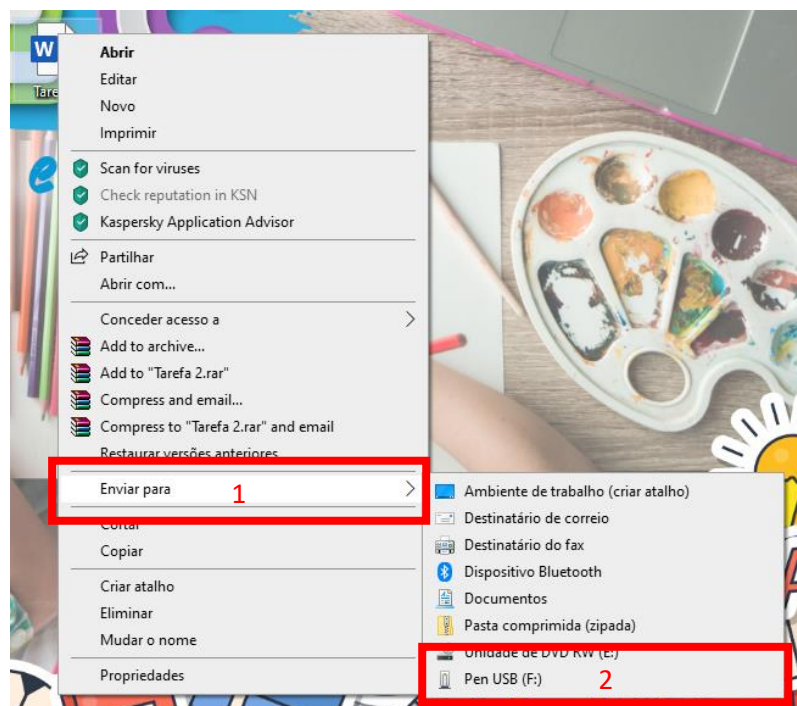 W
Tare
Abrir
Editar
Novo
Imprimir
Scan for viruses
Check reputation in KSN
Kaspersky Application Advisor
Partilhar
Abrir com...
Conceder acesso a
Add to archive...
Add to "Tarefa 2.rar"
Compress and email...
Compress to "Tarefa 2.rar" and email
Restaurar versões anteriores
Enviar para 1
Cortar
Copiar
Criar atalho
Eliminar
Mudar o nome
Propriedades
Ambiente de trabalho (criar atalho)
Destinatário de correio
Destinatário do fax
Dispositivo Bluetooth
Documentos
Pasta comprimida (zipada)
Unidade de DVD RW (E:)
Pen USB (F:) 2